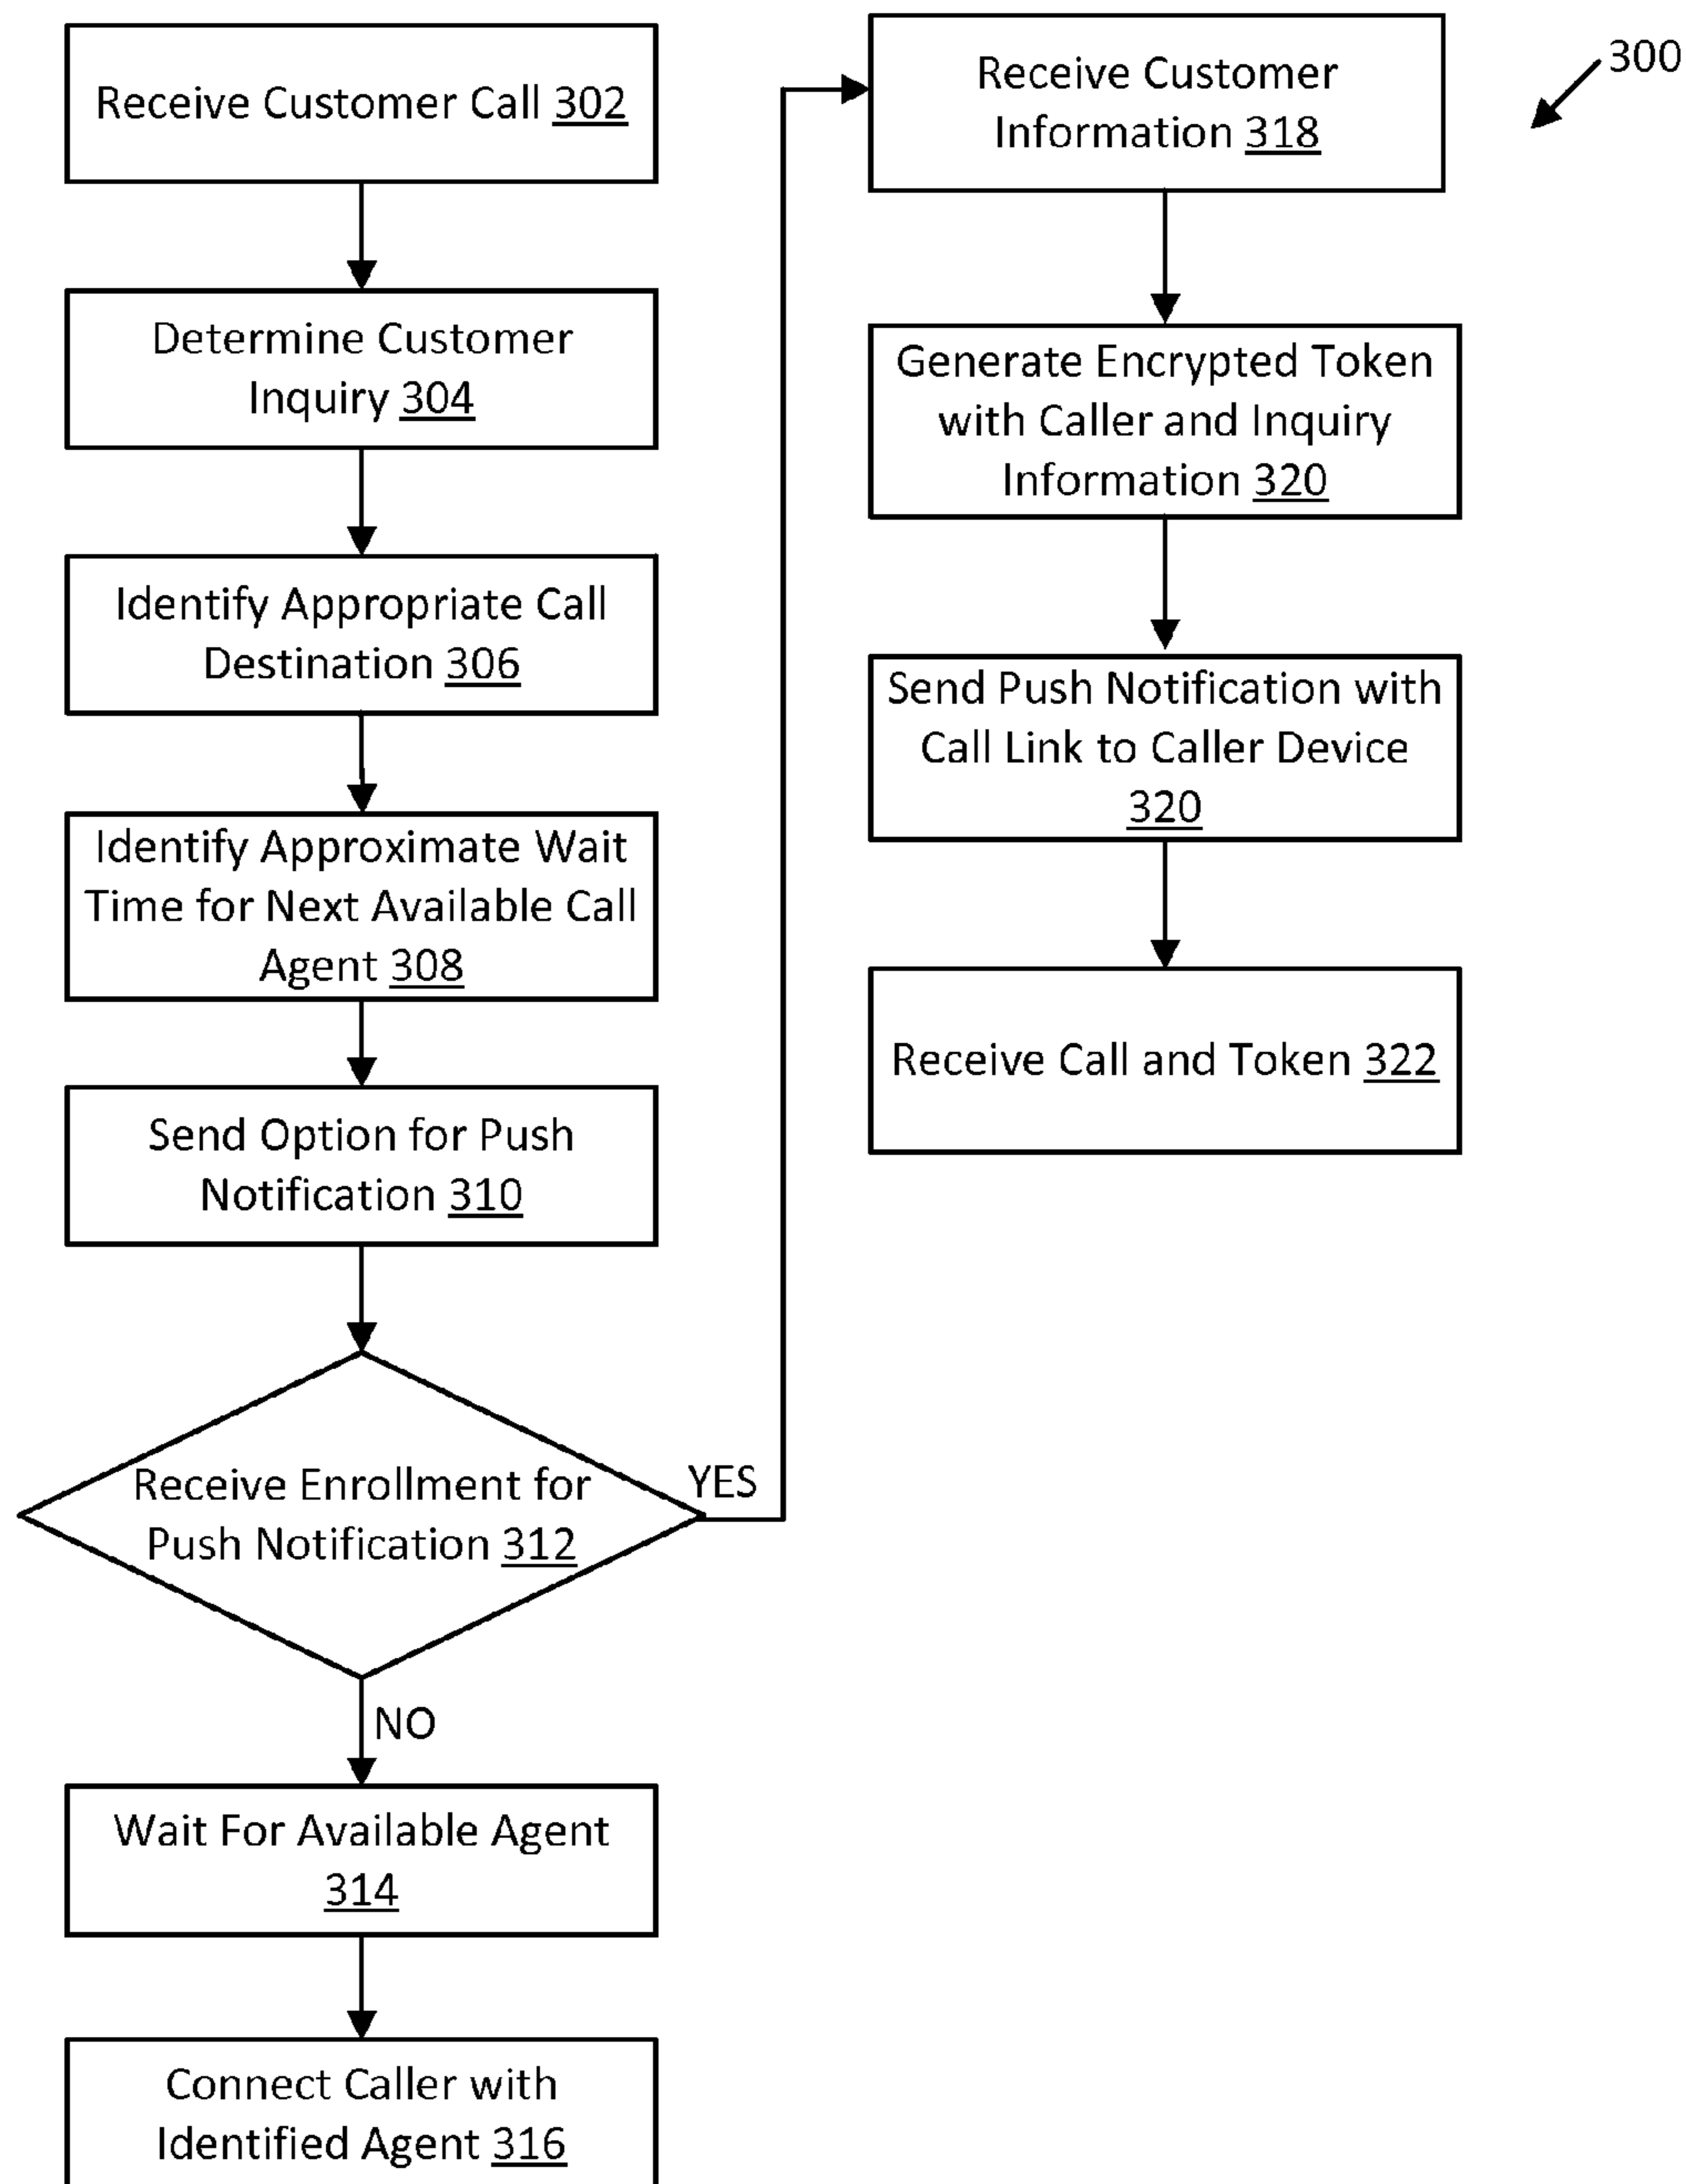 Receive Customer Call 302
Determine Customer
Inquiry 304
Identify Appropriate Call
Destination 306
Identify Approximate Wait
Time for Next Available Call
Agent 308
Send Option for Push
Notification 310
Receive Enrollment for
Push Notification 312
YES
NO
Wait For Available Agent
314
Connect Caller with
Identified Agent 316
Receive Customer
Information 318
Generate Encrypted Token
with Caller and Inquiry
Information 320
Send Push Notification with
Call Link to Caller Device
320
Receive Call and Token 322
300